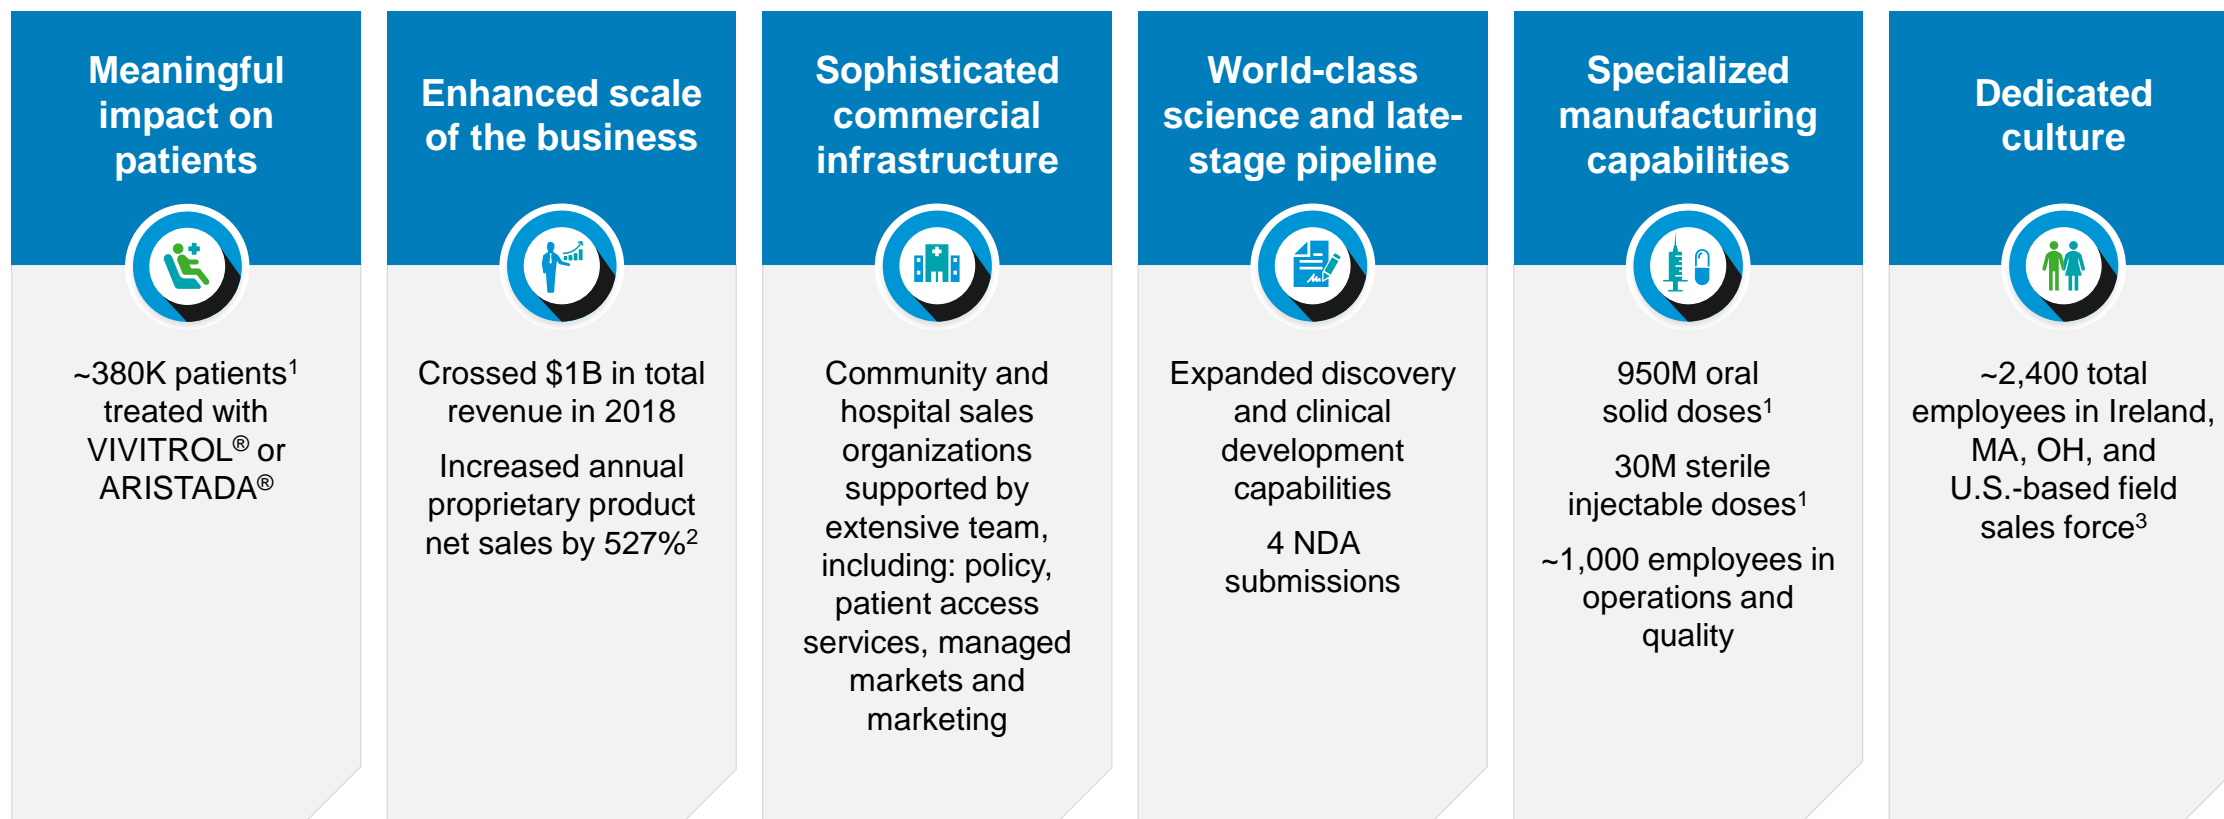 Meaningful
impact on
patients
~380K patients¹
treated with
VIVITROL® or
ARISTADA®
Enhanced scale
of the business
Crossed $1B in total
revenue in 2018
Increased annual
proprietary product
net sales by 527%²
Sophisticated
commercial
infrastructure
Community and
hospital sales
organizations
supported by
extensive team,
including: policy,
patient access
services, managed
markets and
marketing
World-class
science and late-
stage pipeline
Expanded discovery
and clinical
development
capabilities
4 NDA
submissions
Specialized
manufacturing
capabilities
950M oral
solid doses¹
30M sterile
injectable doses¹
~1,000 employees in
operations and
quality
Dedicated
culture
~2,400 total
employees in Ireland,
MA, OH, and
U.S.-based field
sales force³